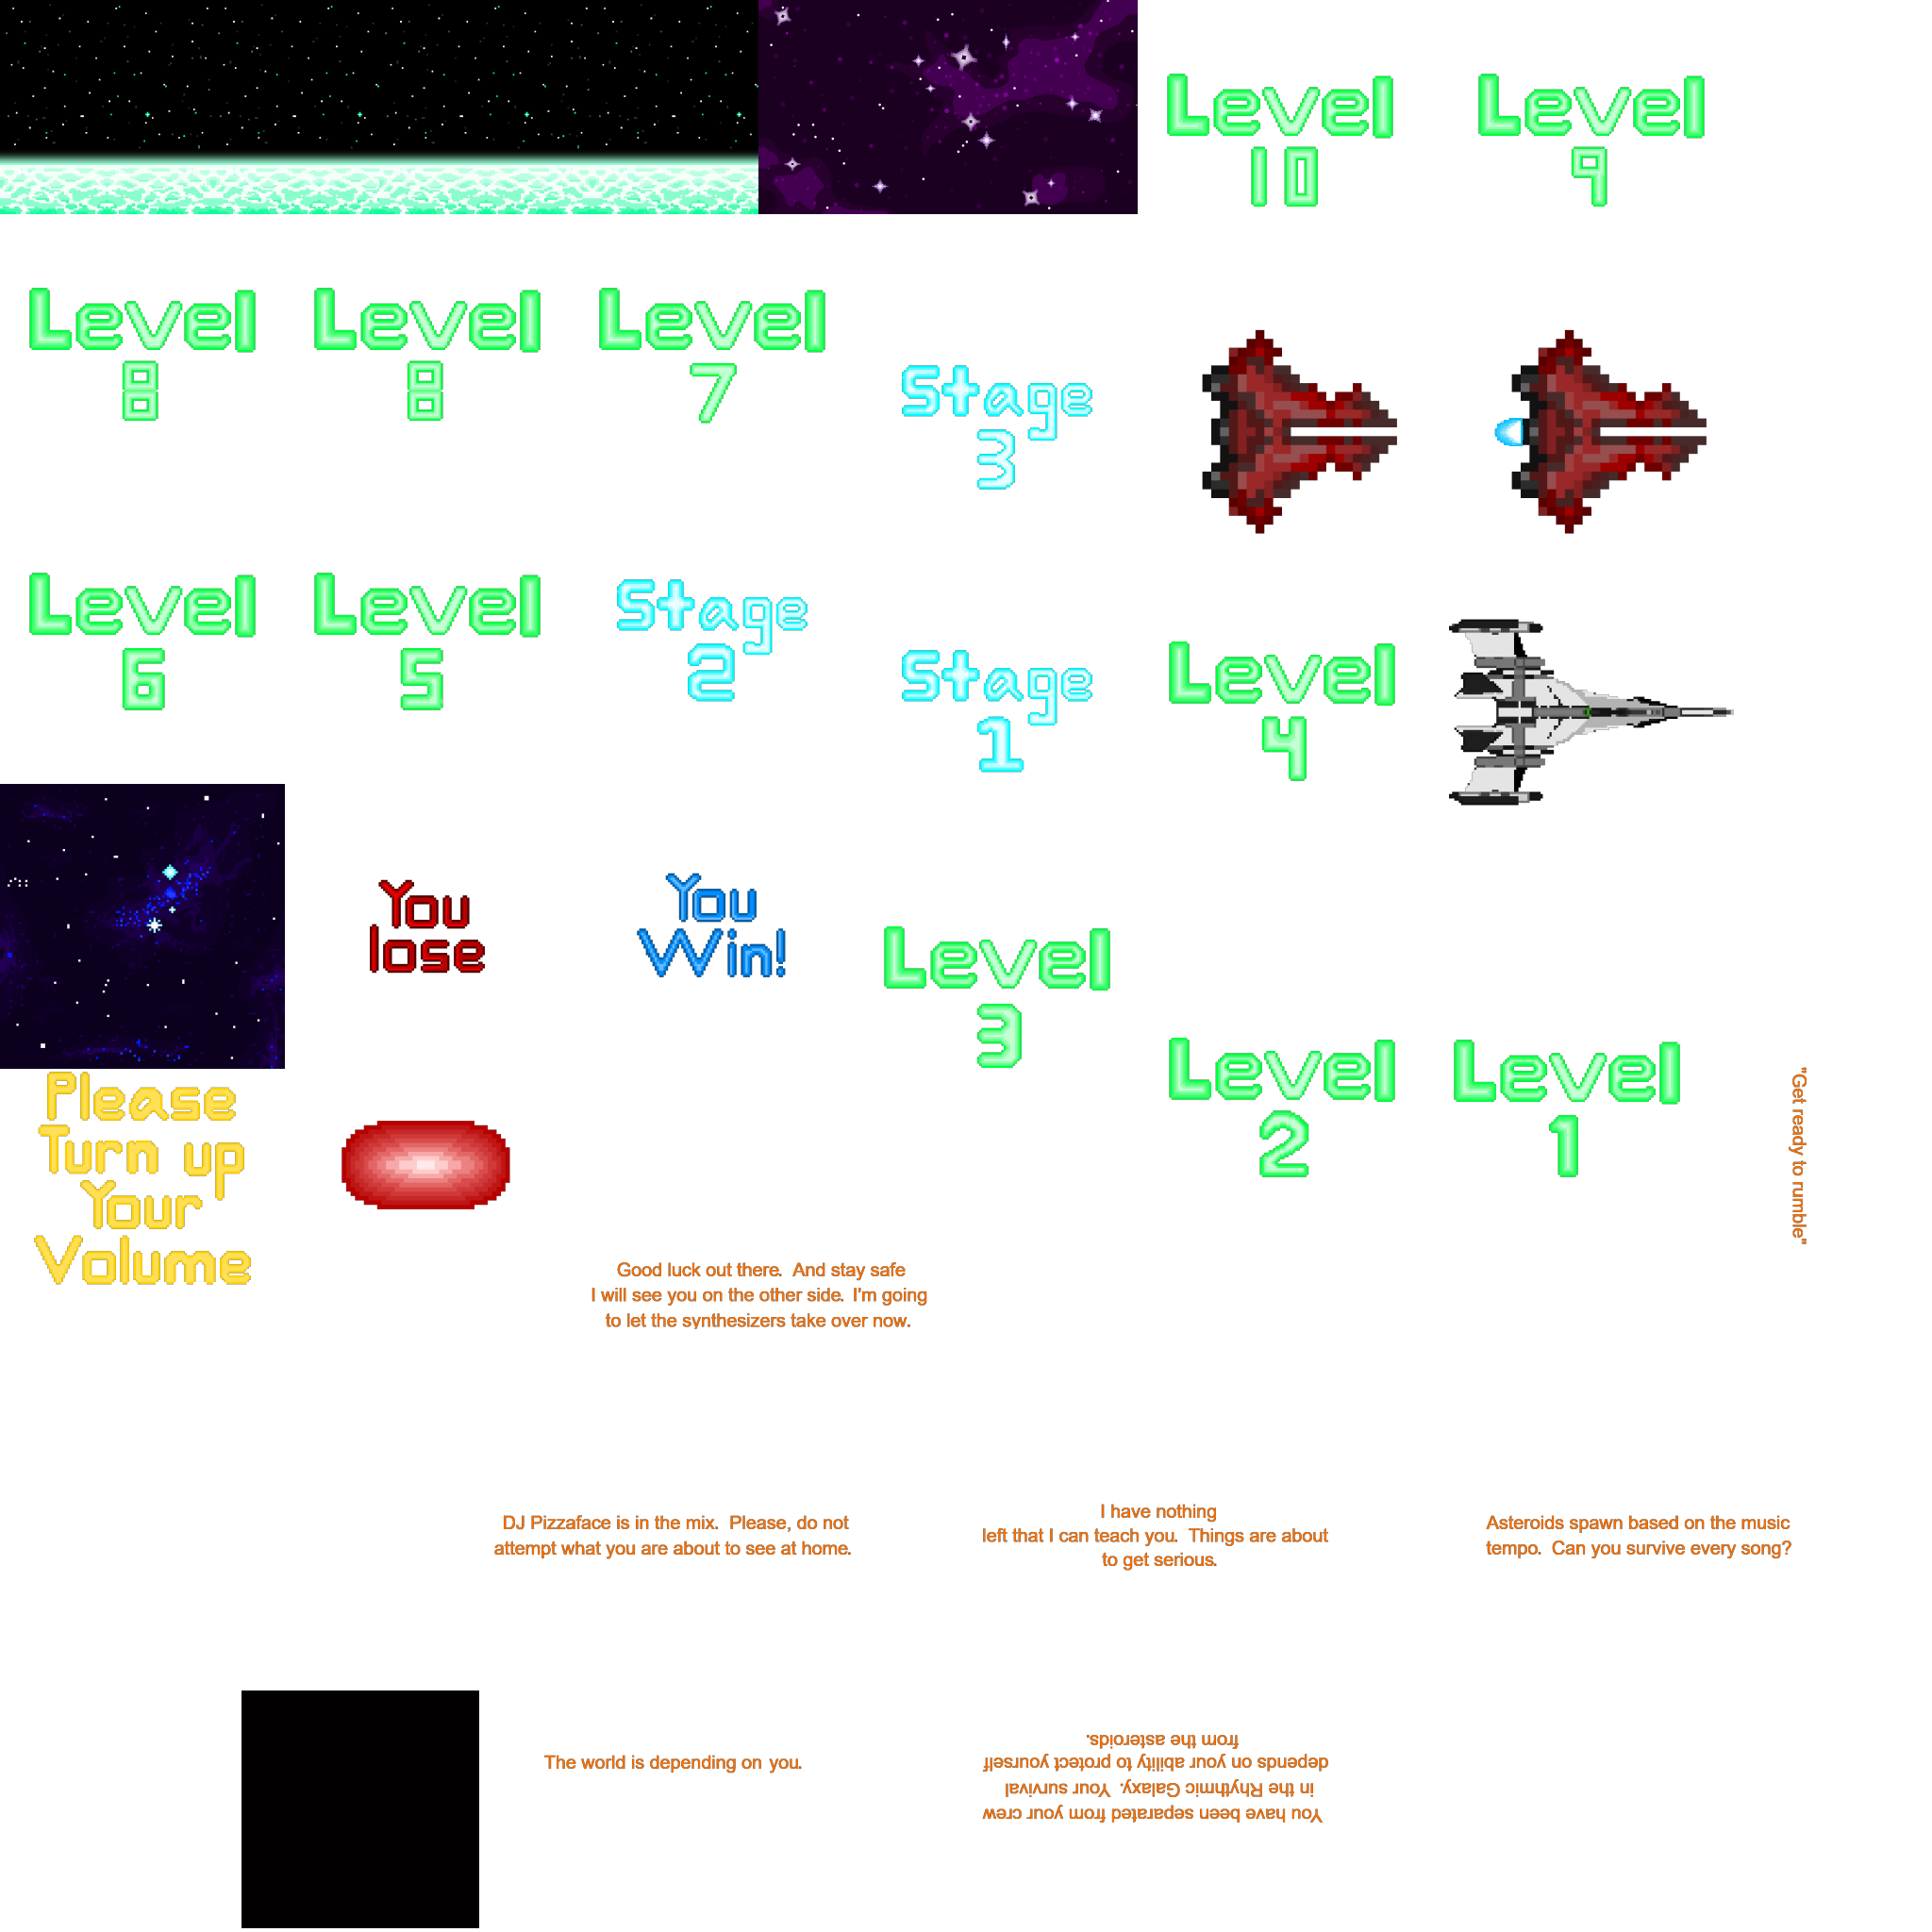 Level
10
Level
9
Level
8
Level
8
Level
7
Stage
3
Level
6
Level
5
Stage
2
Stage
1
Level
4
You
lose
You
Win!
Level
3
Level
2
Level
1
"Get ready to rumble"
Please
Turn up
Your
Volume
Good luck out there. And stay safe
I will see you on the other side. I'm going
to let the synthesizers take over now.
DJ Pizzaface is in the mix. Please, do not
attempt what you are about to see at home.
I have nothing
left that I can teach you. Things are about
to get serious.
Asteroids spawn based on the music
tempo. Can you survive every song?
The world is depending on you.
You have been separated from your crew
in the Rhythmic Galaxy. Your survival
depends on your ability to protect yourself
from the asteroids.